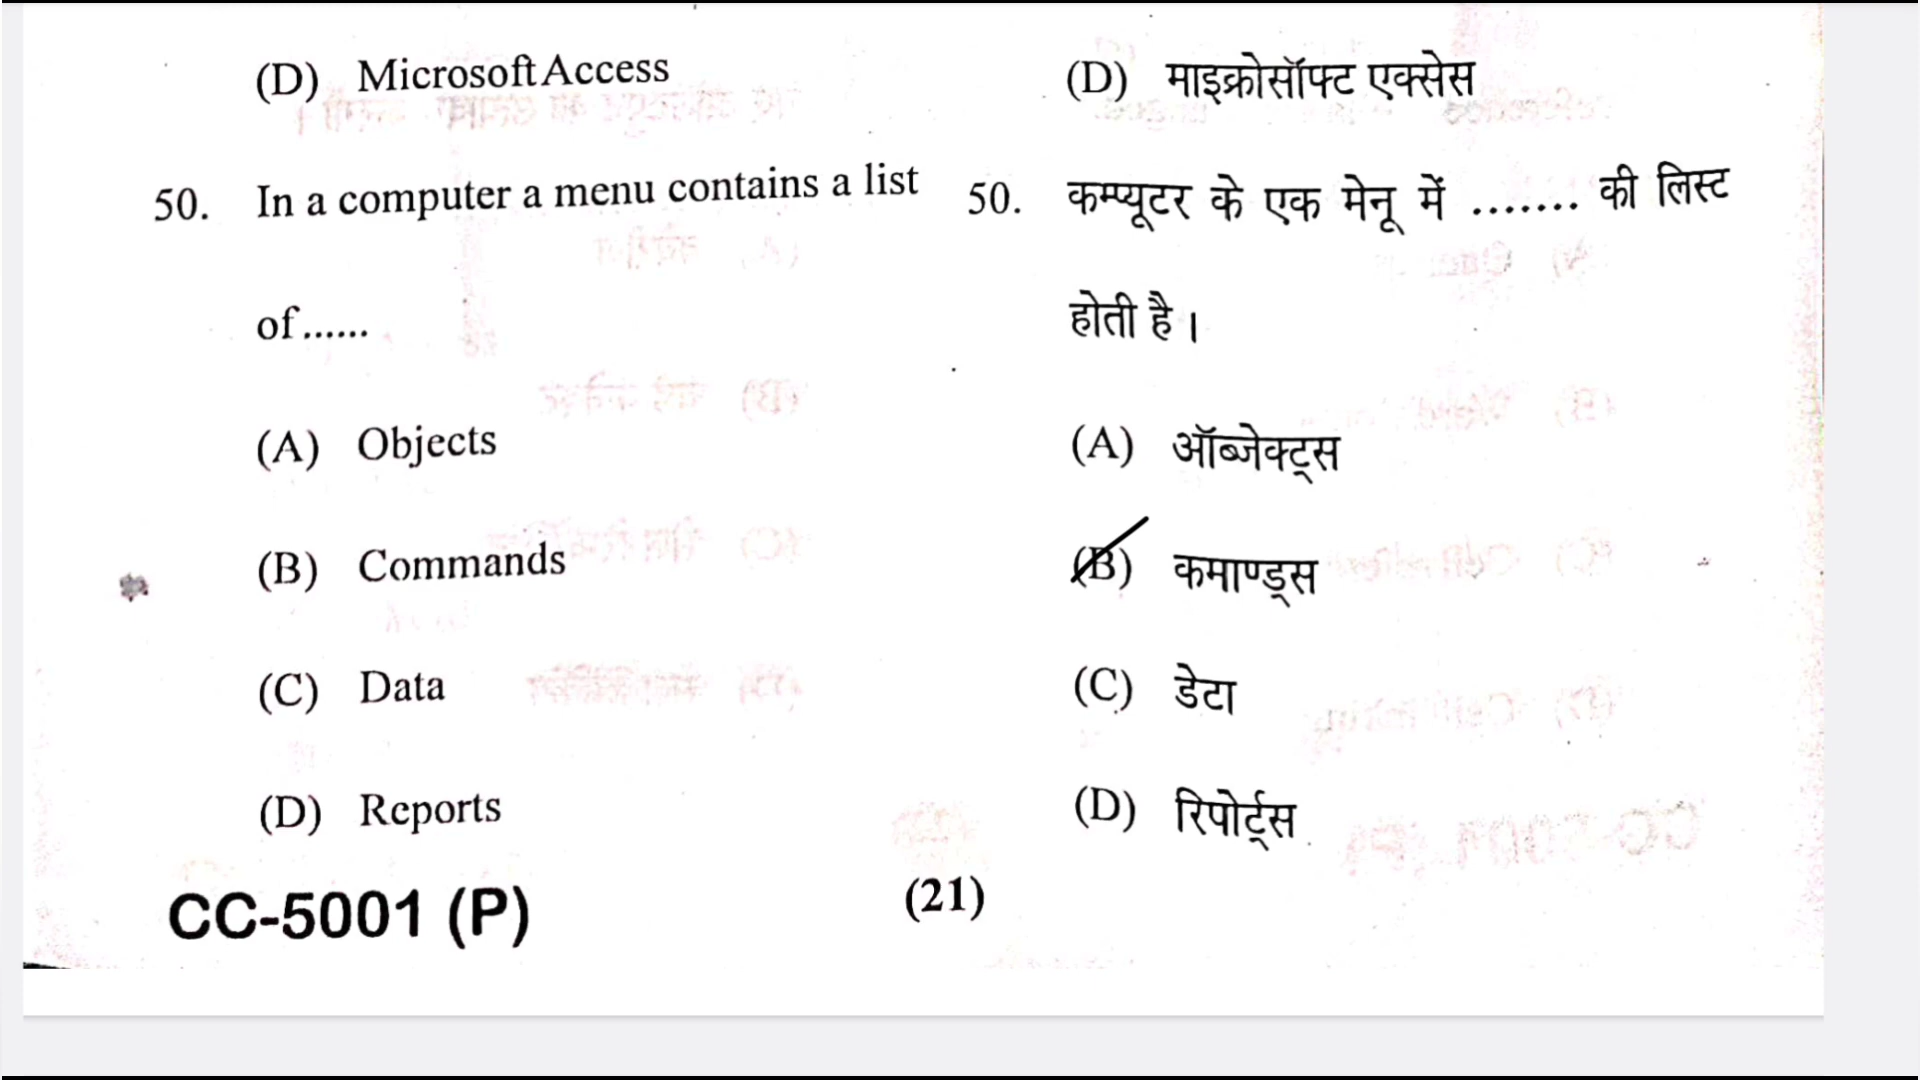 (D) Microsoft Access
50. In a computer a menu contains a list
of......
(A) Objects
(B) Commands
(C) Data
(D) Reports
(D) माइक्रोसॉफ्ट एक्सेस
50. कम्प्यूटर के एक मेनू में ....... की लिस्ट
होती है।
(A) ऑब्जेक्ट्स
(B) कमाण्ड्स
(C) डेटा
(D) रिपोर्ट्स
CC-5001 (P)
(21)